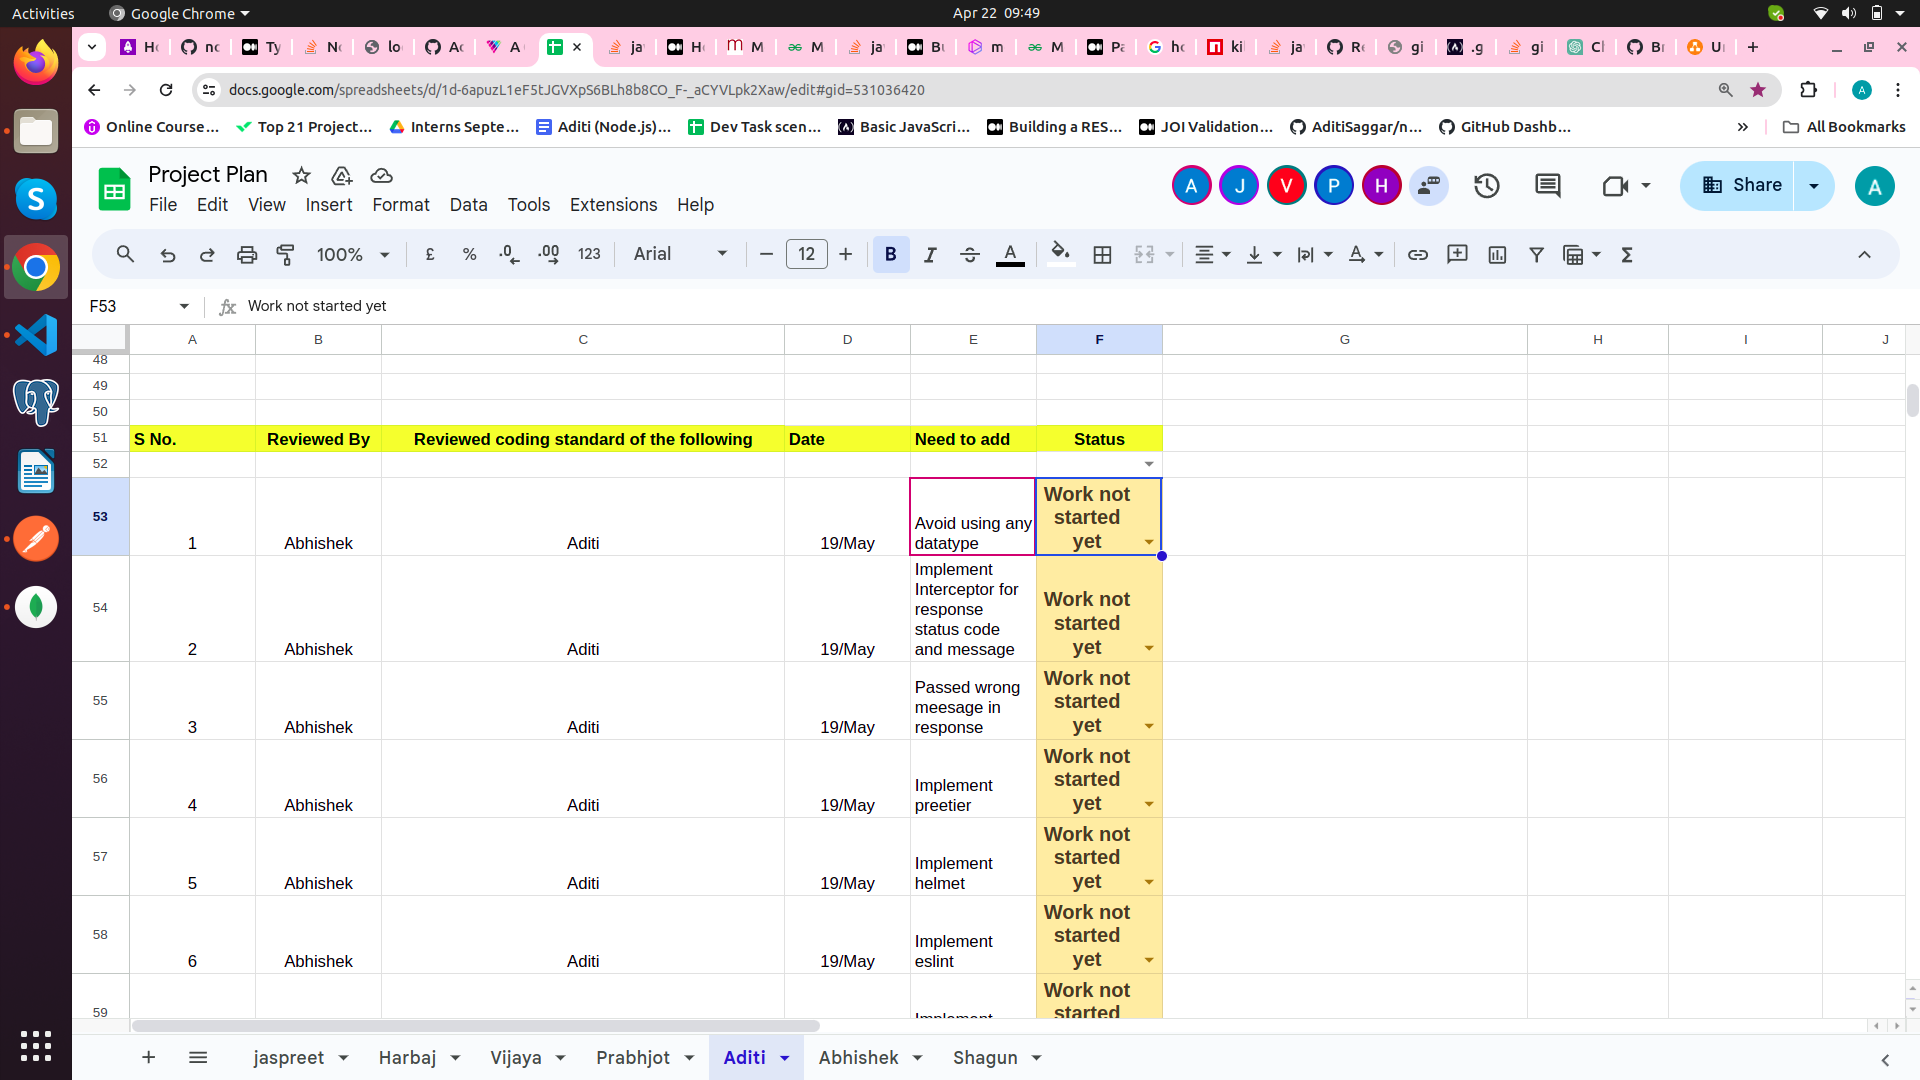 Activities
Google Chrome
Apr 22 09:49
docs.google.com/spreadsheets/d/1d-6apuzL1eF5tJGVXpS6BLh8b8CO_F-_aCYVLpk2Xaw/edit#gid=531036420
Online Course…
Top 21 Project…
Interns Septe…
Aditi (Node.js)…
Dev Task scen…
Basic JavaScri…
Building a RES…
JOI Validation…
AditiSaggar/n…
GitHub Dashb…
All Bookmarks
Project Plan
File Edit View Insert Format Data Tools Extensions Help
A J V P H
Share
A
100%
£ % .0 .00 123
Arial
12
F53
Work not started yet
A B C D E F G H I J
48
49
50
51 S No. Reviewed By Reviewed coding standard of the following Date Need to add Status
52
53 1 Abhishek Aditi 19/May Avoid using any datatype Work not started yet
54 2 Abhishek Aditi 19/May Implement Interceptor for response status code and message Work not started yet
55 3 Abhishek Aditi 19/May Passed wrong meesage in response Work not started yet
56 4 Abhishek Aditi 19/May Implement preetier Work not started yet
57 5 Abhishek Aditi 19/May Implement helmet Work not started yet
58 6 Abhishek Aditi 19/May Implement eslint Work not started yet
59 Implement Work not started
jaspreet Harbaj Vijaya Prabhjot Aditi Abhishek Shagun